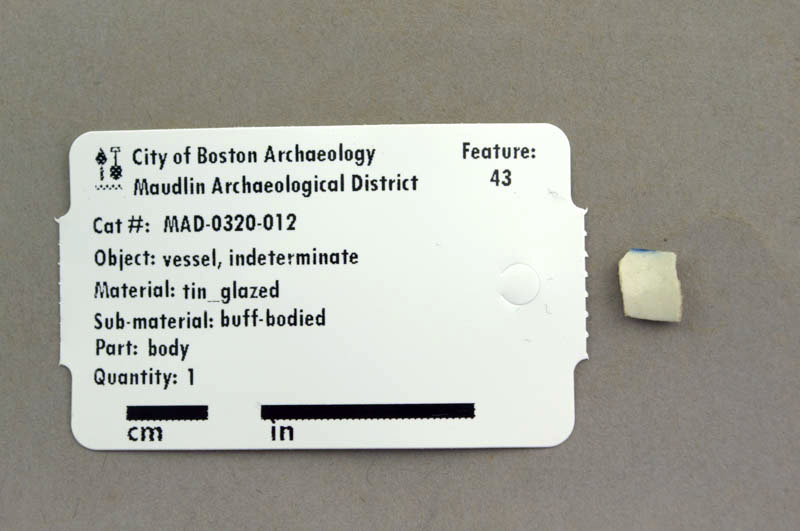 City of Boston Archaeology
Maudlin Archaeological District
Feature:
43
Cat #: MAD-0320-012
Object: vessel, indeterminate
Material: tin_glazed
Sub-material: buff-bodied
Part: body
Quantity: 1
cm in